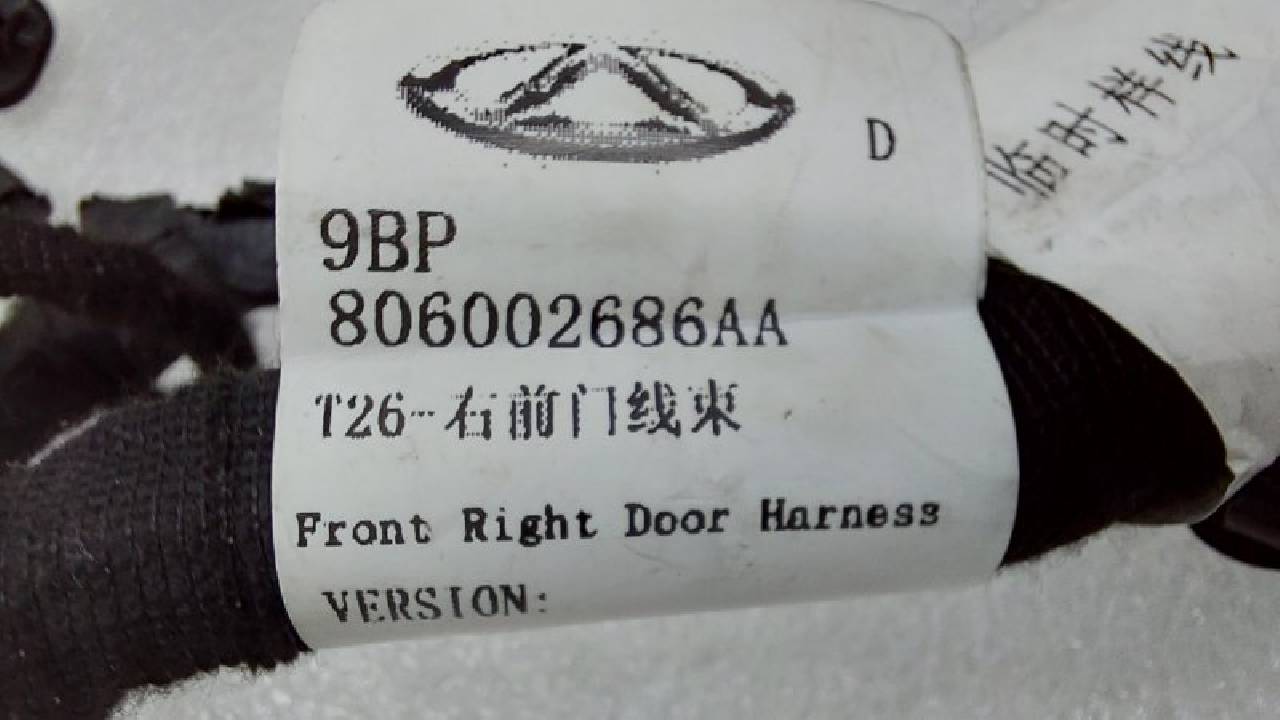 D
临时样线
9BP
806002686AA
T26-右前门线束
Front Right Door Harness
VERSION: